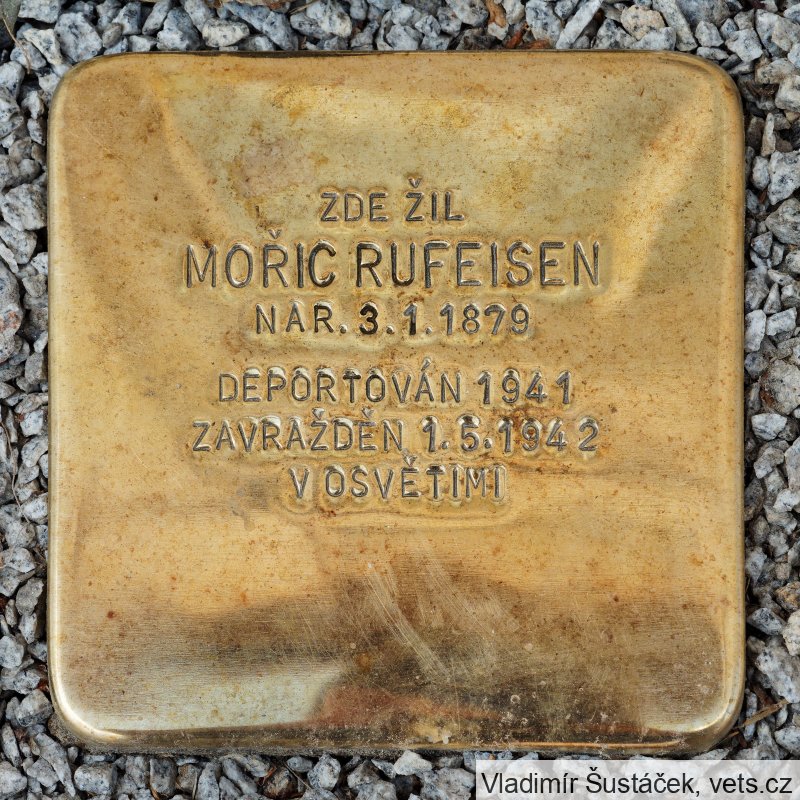 ZDE ŽIL
MOŘIC RUFEISEN
NAR. 3.1.1879
DEPORTOVÁN 1941
ZAVRAŽDĚN 1.5.1942
V OSVĚTIMI
Vladimír Šustáček, vets.cz